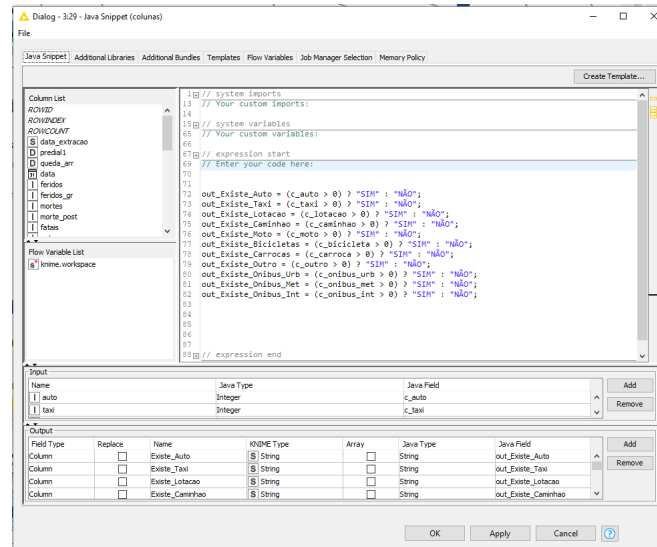 Dialog - 3:29 - Java Snippet (colunas)
File
Java Snippet Additional Libraries Additional Bundles Templates Flow Variables Job Manager Selection Memory Policy
Create Template...
Column List
ROWID
ROWINDEX
ROWCOUNT
S data_extracao
D predial1
D queda_arr
31 data
I feridos
I feridos_gr
I mortes
I morte_post
I fatais
Flow Variable List
s knime.workspace
1 // system imports
13 // Your custom imports:
14
15 // system variables
65 // Your custom variables:
66
67 // expression start
69 // Enter your code here:
70
71
72 out_Existe_Auto = (c_auto > 0) ? "SIM" : "NÃO";
73 out_Existe_Taxi = (c_taxi > 0) ? "SIM" : "NÃO";
74 out_Existe_Lotacao = (c_lotacao > 0) ? "SIM" : "NÃO";
75 out_Existe_Caminhao = (c_caminhao > 0) ? "SIM" : "NÃO";
76 out_Existe_Moto = (c_moto > 0) ? "SIM" : "NÃO";
77 out_Existe_Bicicletas = (c_bicicleta > 0) ? "SIM" : "NÃO";
78 out_Existe_Carrocas = (c_carroca > 0) ? "SIM" : "NÃO";
79 out_Existe_Outro = (c_outro > 0) ? "SIM" : "NÃO";
80 out_Existe_Onibus_Urb = (c_onibus_urb > 0) ? "SIM" : "NÃO";
81 out_Existe_Onibus_Met = (c_onibus_met > 0) ? "SIM" : "NÃO";
82 out_Existe_Onibus_Int = (c_onibus_int > 0) ? "SIM" : "NÃO";
83
84
85
86
87
88 // expression end
Input
Name Java Type Java Field
I auto Integer c_auto
I taxi Integer c_taxi
Add
Remove
Output
Field Type Replace Name KNIME Type Array Java Type Java Field
Column Existe_Auto S String String out_Existe_Auto
Column Existe_Taxi S String String out_Existe_Taxi
Column Existe_Lotacao S String String out_Existe_Lotacao
Column Existe_Caminhao S String String out_Existe_Caminhao
Add
Remove
OK Apply Cancel ?